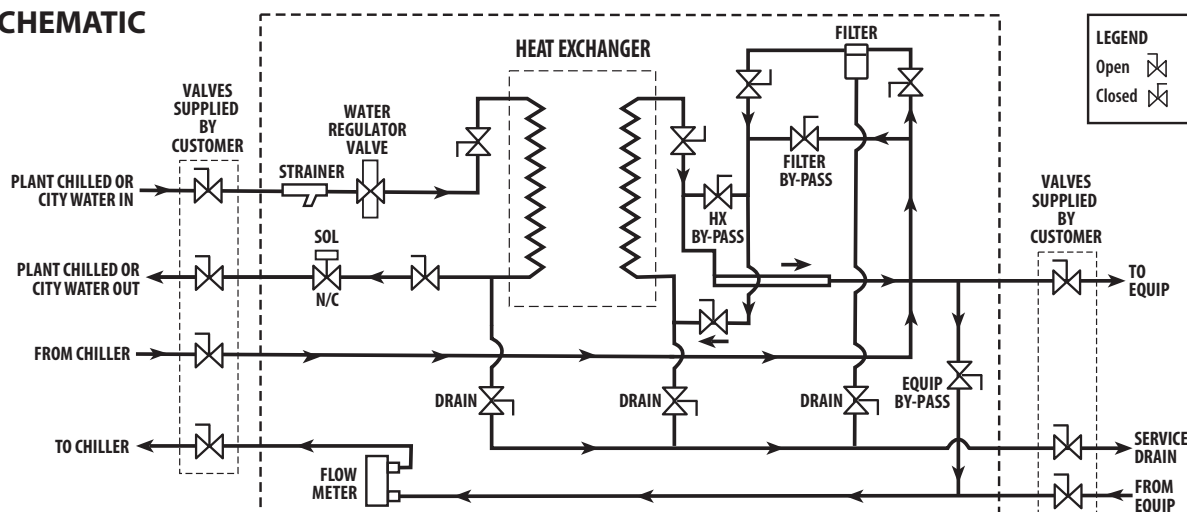 CHEMATIC
HEAT EXCHANGER
FILTER
LEGEND
Open
Closed
VALVES
SUPPLIED
BY
CUSTOMER
WATER
REGULATOR
VALVE
STRAINER
PLANT CHILLED OR
CITY WATER IN
FILTER
BY-PASS
HX
BY-PASS
VALVES
SUPPLIED
BY
CUSTOMER
SOL
N/C
PLANT CHILLED OR
CITY WATER OUT
TO
EQUIP
FROM CHILLER
EQUIP
BY-PASS
DRAIN
DRAIN
DRAIN
TO CHILLER
SERVICE
DRAIN
FLOW
METER
FROM
EQUIP